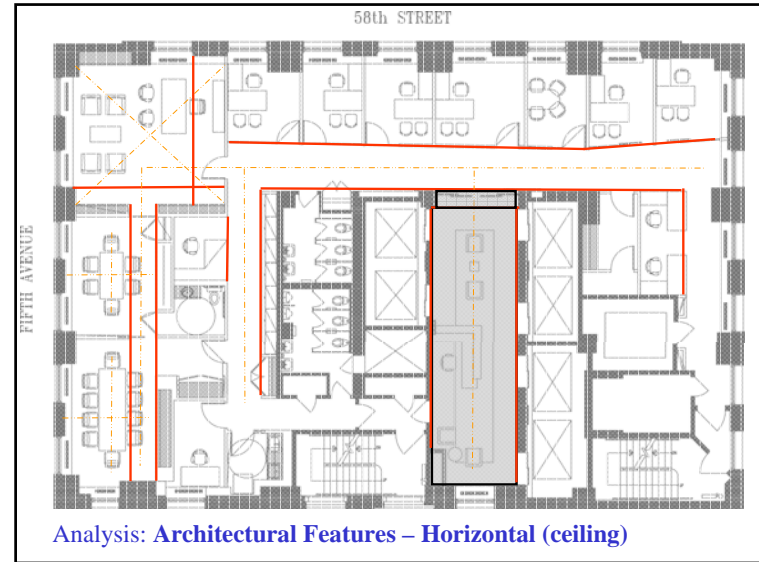 58th STREET
FIFTH AVENUE
Analysis: Architectural Features – Horizontal (ceiling)